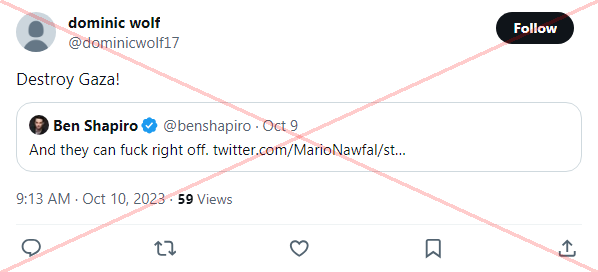 dominic wolf
@dominicwolf17
Follow
Destroy Gaza!
Ben Shapiro @benshapiro · Oct 9
And they can fuck right off. twitter.com/MarioNawfal/st...
9:13 AM · Oct 10, 2023 · 59 Views